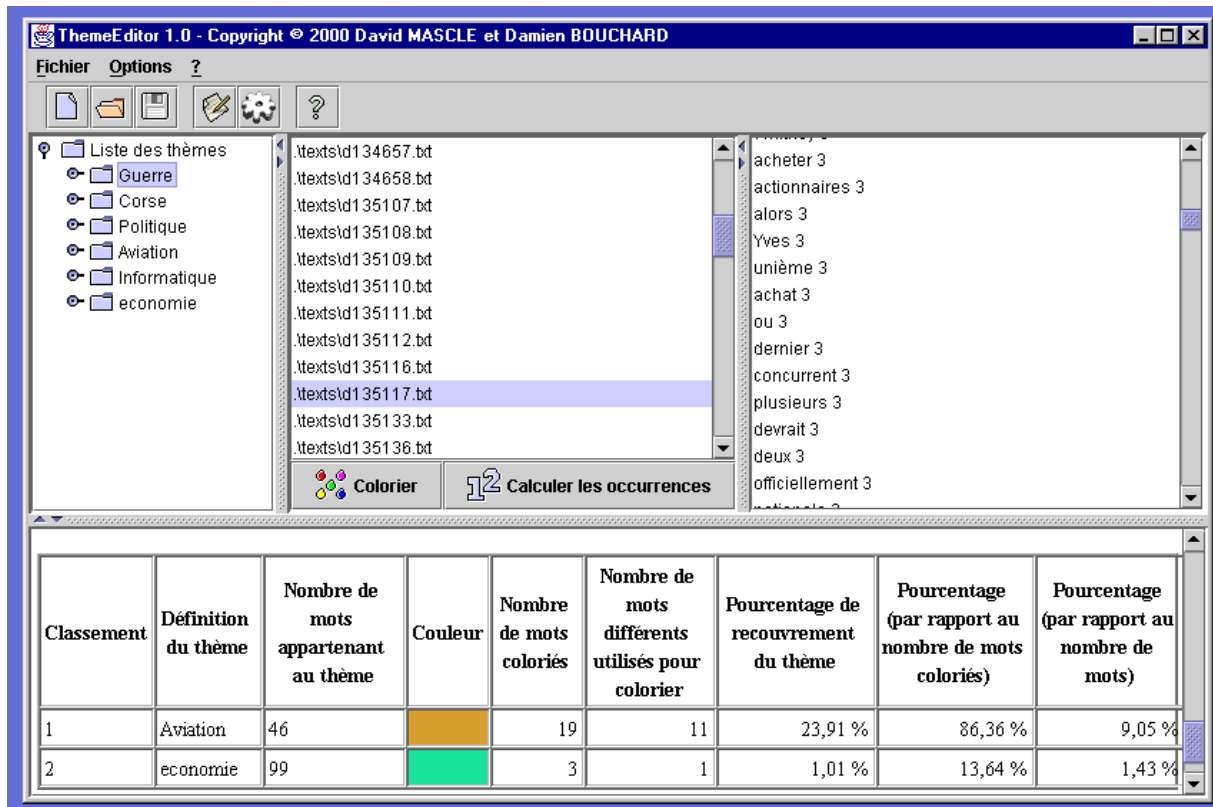 ThemeEditor 1.0 - Copyright © 2000 David MASCLE et Damien BOUCHARD
Fichier Options ?
Liste des thèmes
Guerre
Corse
Politique
Aviation
Informatique
economie
.\texts\d134657.txt
.\texts\d134658.txt
.\texts\d135107.txt
.\texts\d135108.txt
.\texts\d135109.txt
.\texts\d135110.txt
.\texts\d135111.txt
.\texts\d135112.txt
.\texts\d135116.txt
.\texts\d135117.txt
.\texts\d135133.txt
.\texts\d135136.txt
Colorier
12 Calculer les occurrences
acheter 3
actionnaires 3
alors 3
Yves 3
unième 3
achat 3
ou 3
dernier 3
concurrent 3
plusieurs 3
devrait 3
deux 3
officiellement 3
Classement
Définition
du thème
Nombre de
mots
appartenant
au thème
Couleur
Nombre
de mots
coloriés
Nombre de
mots
différents
utilisés pour
colorier
Pourcentage de
recouvrement
du thème
Pourcentage
(par rapport au
nombre de mots
coloriés)
Pourcentage
(par rapport au
nombre de
mots)
1 Aviation 46 19 11 23,91 % 86,36 % 9,05 %
2 economie 99 3 1 1,01 % 13,64 % 1,43 %